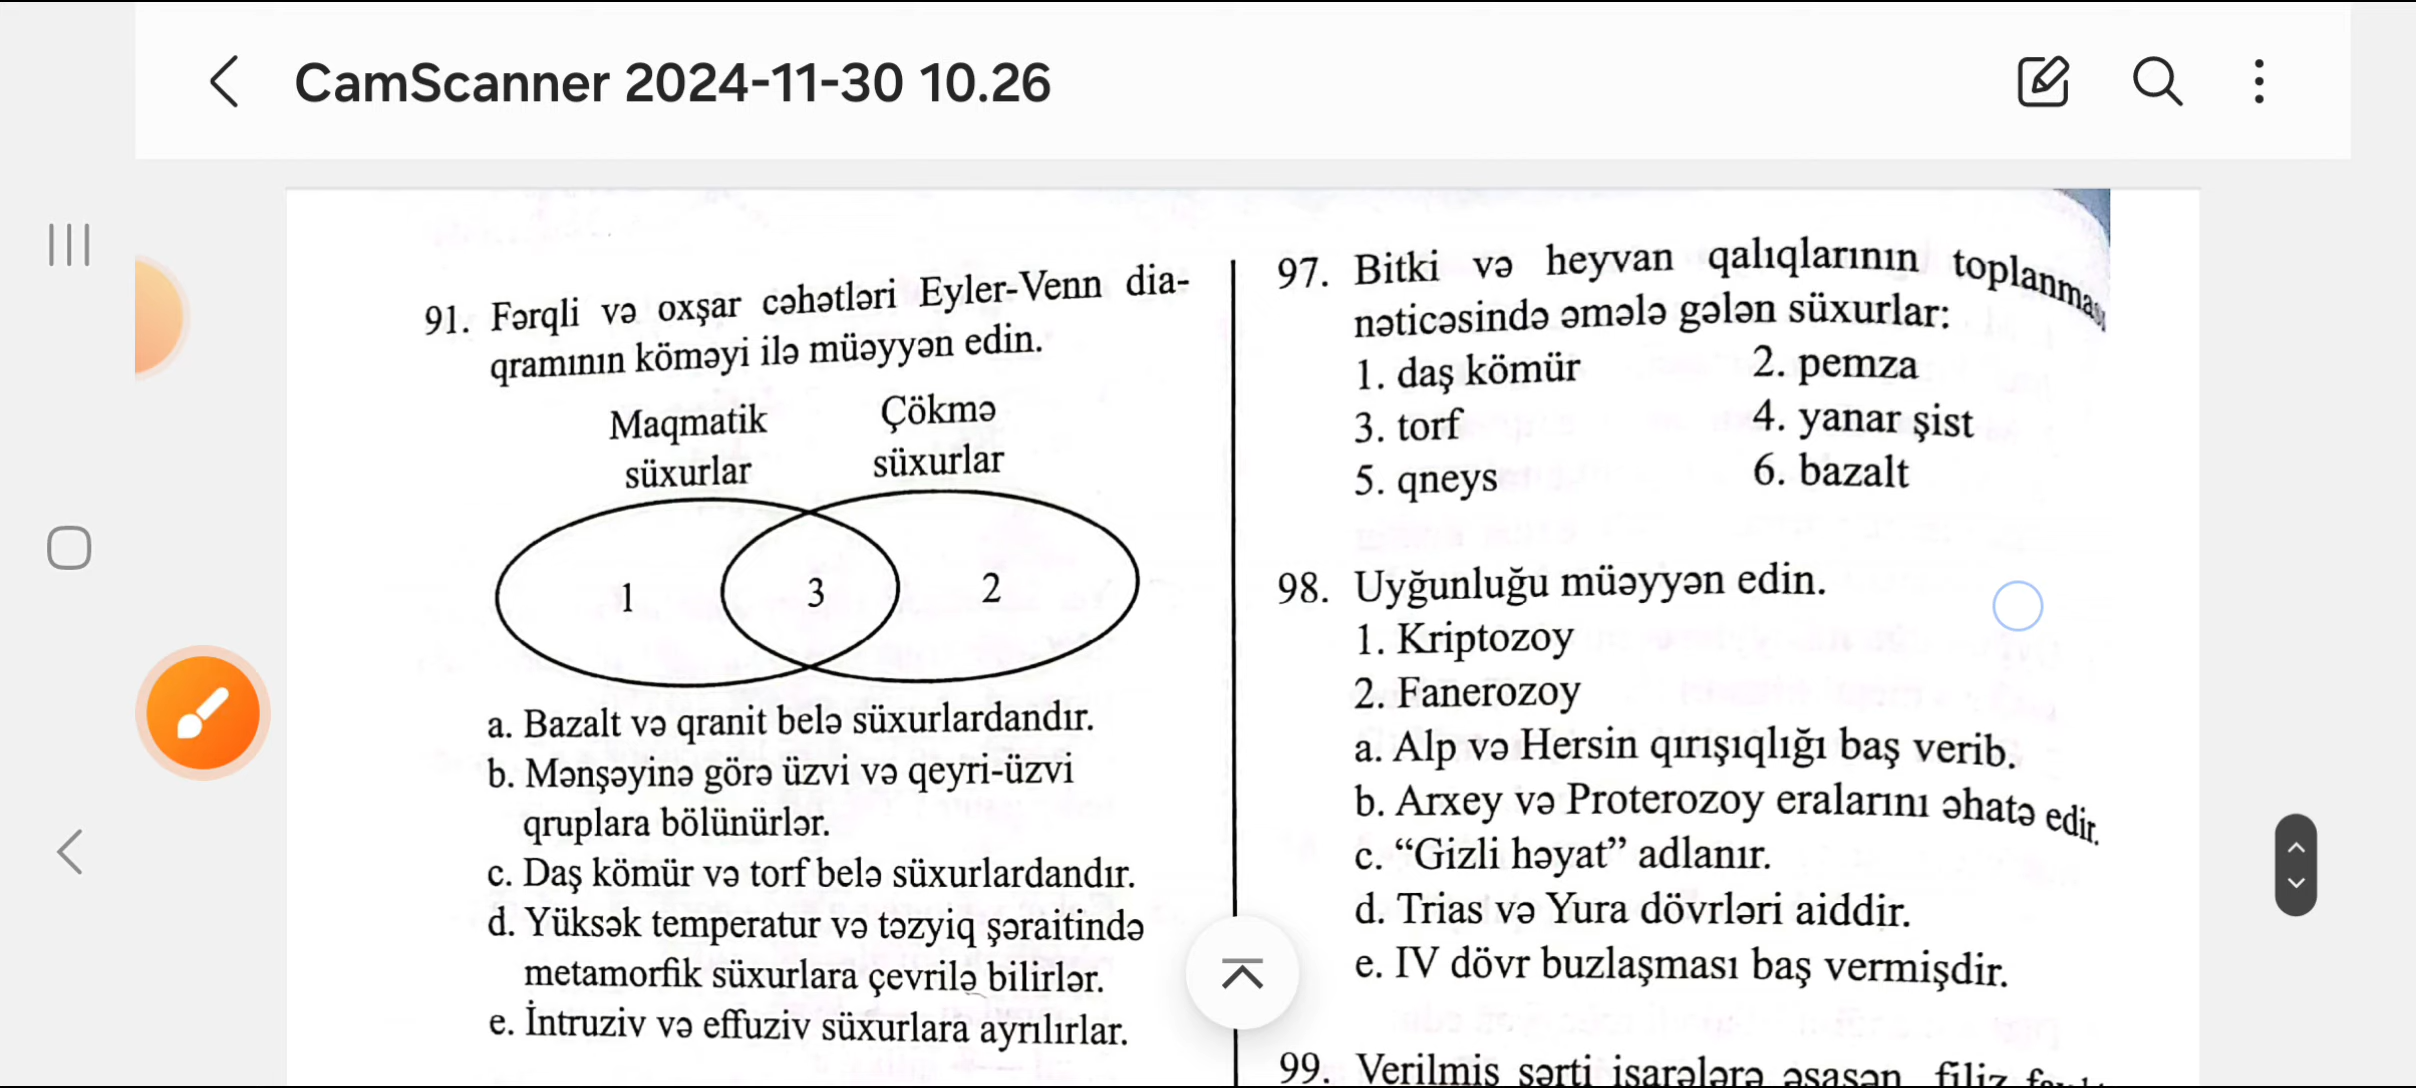 CamScanner 2024-11-30 10.26
91. Fərqli və oxşar cəhətləri Eyler-Venn dia-
qramının köməyi ilə müəyyən edin.
Maqmatik
süxurlar
Çökmə
süxurlar
1
3
2
a. Bazalt və qranit belə süxurlardandır.
b. Mənşəyinə görə üzvi və qeyri-üzvi
qruplara bölünürlər.
c. Daş kömür və torf belə süxurlardandır.
d. Yüksək temperatur və təzyiq şəraitində
metamorfik süxurlara çevrilə bilirlər.
e. İntruziv və effuziv süxurlara ayrılırlar.
97. Bitki və heyvan qalıqlarının toplanması
nəticəsində əmələ gələn süxurlar:
1. daş kömür 2. pemza
3. torf 4. yanar şist
5. qneys 6. bazalt
98. Uyğunluğu müəyyən edin.
1. Kriptozoy
2. Fanerozoy
a. Alp və Hersin qırışıqlığı baş verib.
b. Arxey və Proterozoy eralarını əhatə edir.
c. “Gizli həyat” adlanır.
d. Trias və Yura dövrləri aiddir.
e. IV dövr buzlaşması baş vermişdir.
99. Verilmiş şərti işarələrə əsasən filiz